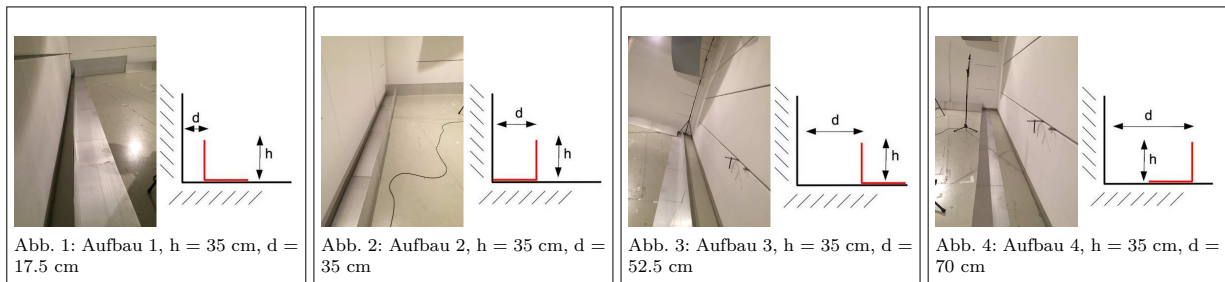 d
h
Abb. 1: Aufbau 1, h = 35 cm, d =
17.5 cm
d
h
Abb. 2: Aufbau 2, h = 35 cm, d =
35 cm
d
h
Abb. 3: Aufbau 3, h = 35 cm, d =
52.5 cm
d
h
Abb. 4: Aufbau 4, h = 35 cm, d =
70 cm